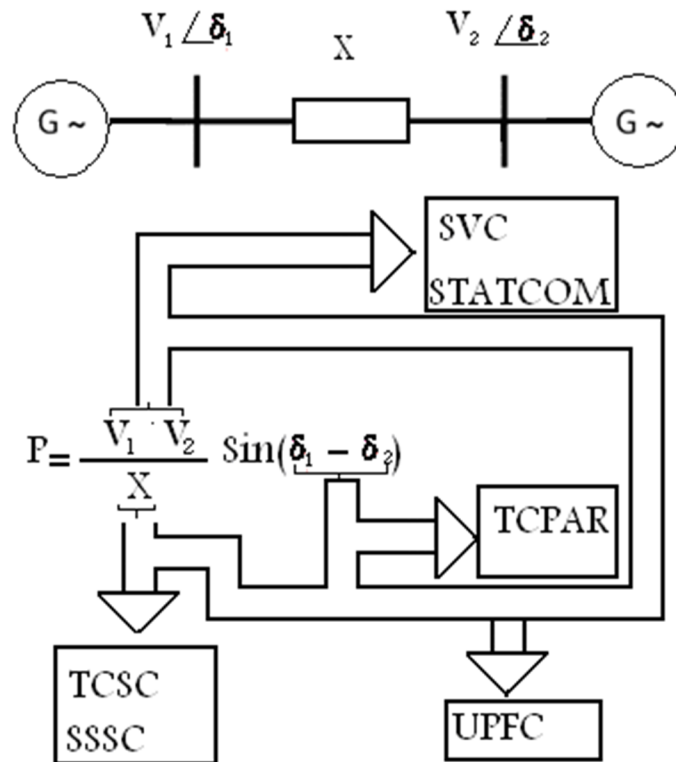 V₁ ∠δ₁ X V₂ ∠δ₂
G ~ G ~
SVC
STATCOM
V₁ V₂
P= Sin(δ₁ − δ₂)
X
TCPAR
TCSC
SSSC
UPFC